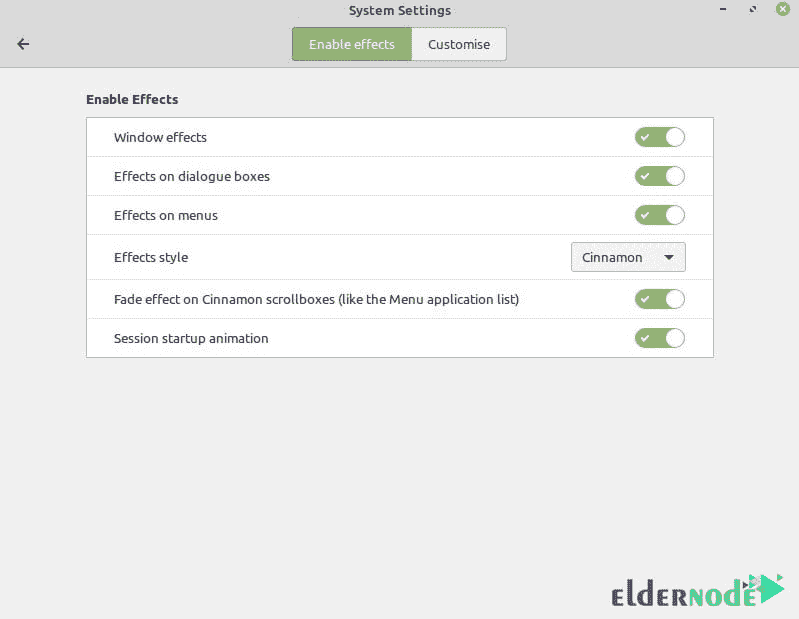 System Settings
Enable effects Customise
Enable Effects
Window effects
Effects on dialogue boxes
Effects on menus
Effects style Cinnamon
Fade effect on Cinnamon scrollboxes (like the Menu application list)
Session startup animation
eldernode